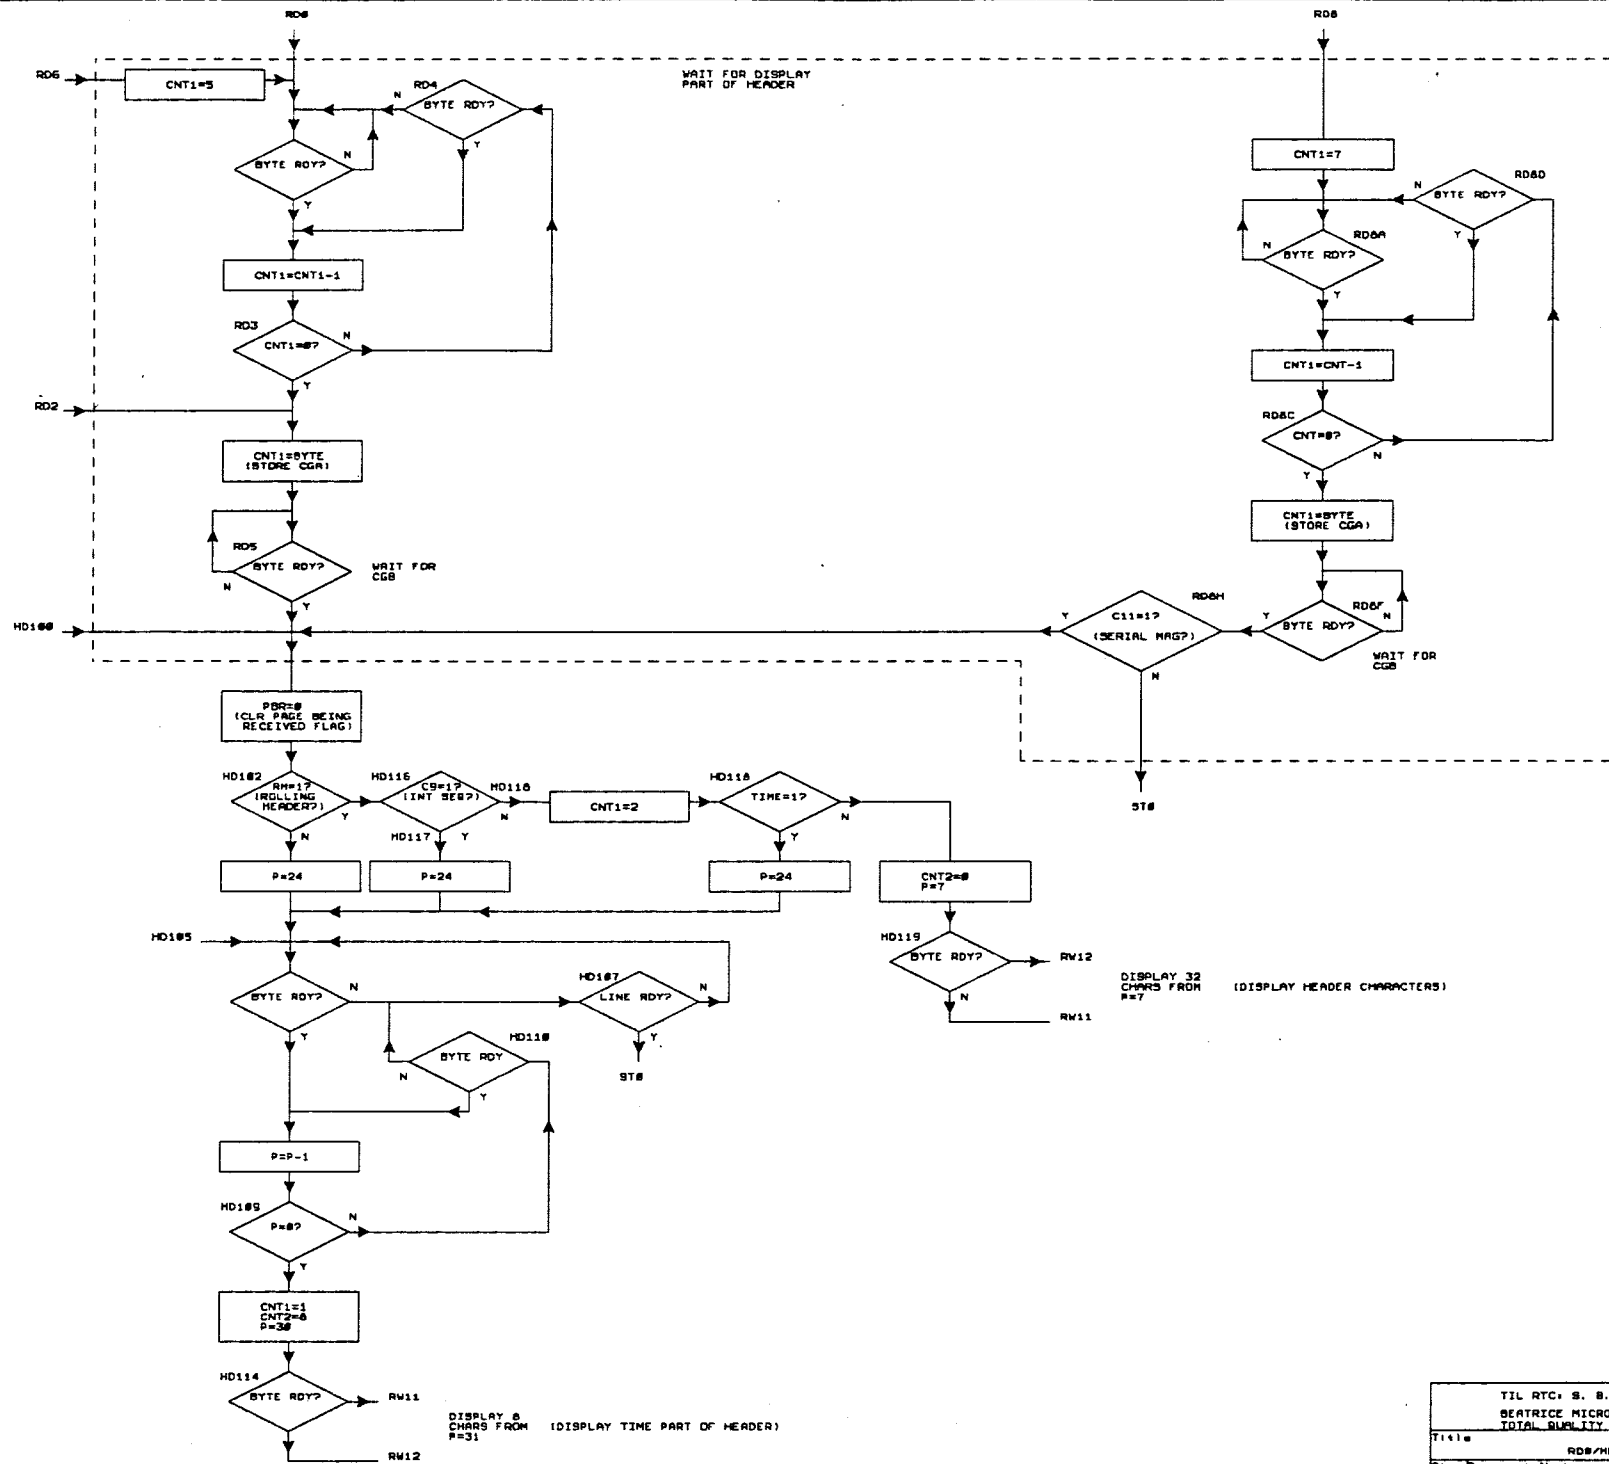 RD0
RD8
RD6
CNT1=5
WAIT FOR DISPLAY
PART OF HEADER
RD4
N
BYTE RDY?
Y
BYTE RDY?
N
Y
CNT1=7
N
BYTE RDY?
RD8D
Y
RD8A
N
BYTE RDY?
Y
CNT1=CNT1-1
RD3
N
CNT1=0?
Y
CNT1=CNT-1
RD2
RD8C
CNT=0?
N
Y
CNT1=BYTE
(STORE CGA)
CNT1=BYTE
(STORE CGA)
RD5
BYTE RDY?
N
Y
WAIT FOR
CGB
HD100
Y
C11=1?
(SERIAL MAG?)
RD8H
N
Y
RD8F
BYTE RDY?
N
WAIT FOR
CGB
PBR=0
(CLR PAGE BEING
RECEIVED FLAG)
HD102
RH=1?
(ROLLING
HEADER?)
Y
N
HD116
C9=1?
(INT SEQ?)
HD118
N
HD117
Y
CNT1=2
HD118
TIME=1?
N
Y
ST0
P=24
P=24
P=24
CNT2=0
P=7
HD105
HD119
BYTE RDY?
RW12
N
RW11
DISPLAY 32
CHARS FROM
P=7
(DISPLAY HEADER CHARACTERS)
BYTE RDY?
N
Y
HD107
LINE RDY?
N
Y
ST0
HD110
BYTE RDY
N
Y
P=P-1
HD109
P=0?
N
Y
CNT1=1
CNT2=8
P=30
HD114
BYTE RDY?
RW11
RW12
DISPLAY 8
CHARS FROM
P=31
(DISPLAY TIME PART OF HEADER)
TIL RTC: S. B.
BEATRICE MICRO
TOTAL QUALITY
Title